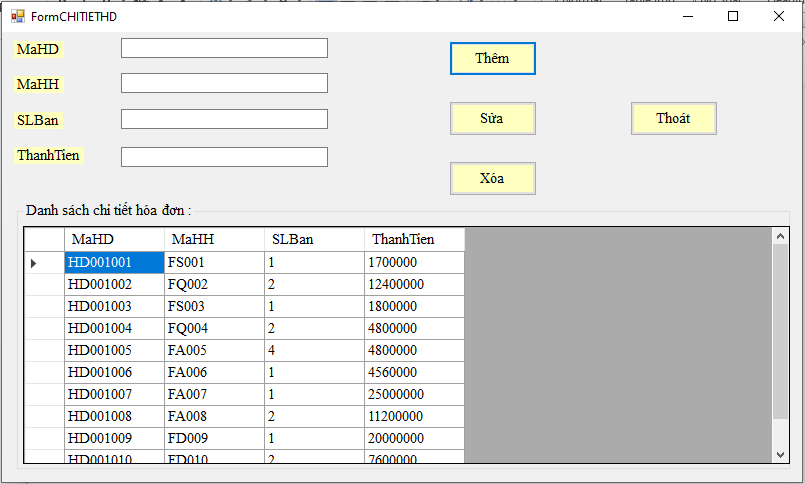 FormCHITIETHD
MaHD
Thêm
MaHH
SLBan
Sửa
Thoát
ThanhTien
Xóa
Danh sách chi tiết hóa đơn :
MaHD MaHH SLBan ThanhTien
HD001001 FS001 1 1700000
HD001002 FQ002 2 12400000
HD001003 FS003 1 1800000
HD001004 FQ004 2 4800000
HD001005 FA005 4 4800000
HD001006 FA006 1 4560000
HD001007 FA007 1 25000000
HD001008 FA008 2 11200000
HD001009 FD009 1 20000000
HD001010 FD010 2 7600000